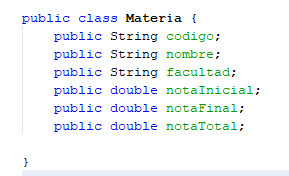 public class Materia {
public String codigo;
public String nombre;
public String facultad;
public double notaInicial;
public double notaFinal;
public double notaTotal;
}